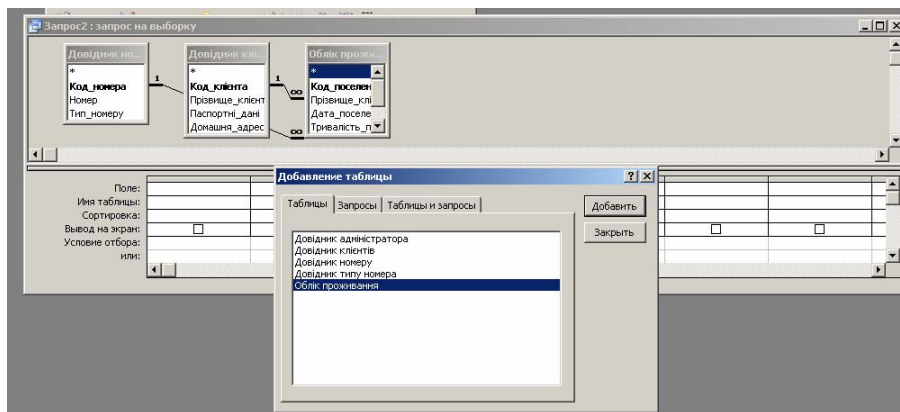 Запрос2 : запрос на выборку
Довідник но...
*
Код_номера
Номер
Тип_номеру
1
Довідник клі...
*
Код_клієнта
Прізвище_клієнт
Паспортні_дані
Домашня_адрес
1
∞
∞
Облік прожи...
*
Код_поселен
Прізвище_клі
Дата_поселе
Тривалість_п
Поле:
Имя таблицы:
Сортировка:
Вывод на экран:
Условие отбора:
или:
Добавление таблицы
Таблицы
Запросы
Таблицы и запросы
Довідник адміністратора
Довідник клієнтів
Довідник номеру
Довідник типу номера
Облік проживання
Добавить
Закрыть